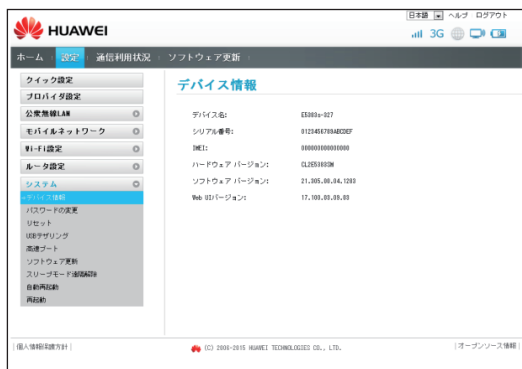 日本語 ヘルプ ログアウト
HUAWEI
3G
ホーム 設定 通信利用状況 ソフトウェア更新
クイック設定
プロバイダ設定
公衆無線LAN
モバイルネットワーク
Wi-Fi設定
ルータ設定
システム
デバイス情報
パスワードの変更
リセット
USBテザリング
高速ブート
ソフトウェア更新
スリープモード遠隔解除
自動再起動
再起動
デバイス情報
デバイス名: E5383s-327
シリアル番号: 0123456789ABCDEF
IMEI: 000000000000000
ハードウェア バージョン: CL2E5383SM
ソフトウェア バージョン: 21.305.06.04.1203
Web UIバージョン: 17.100.03.09.03
個人情報保護方針
(C) 2006-2015 HUAWEI TECHNOLOGIES CO., LTD.
オープンソース情報